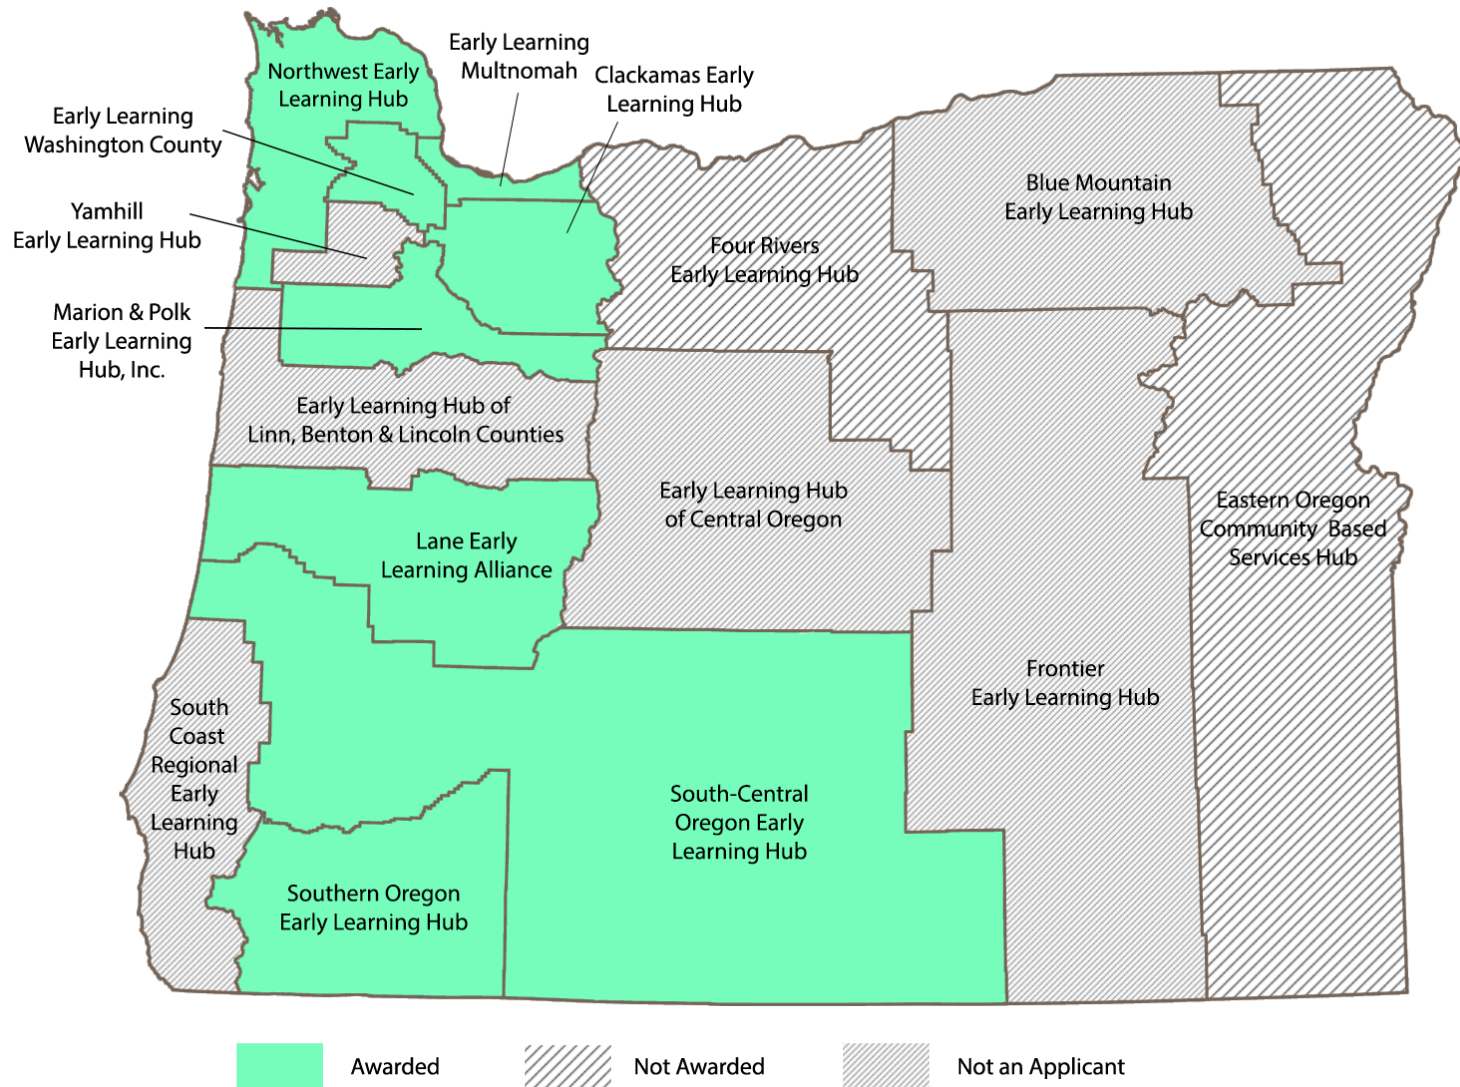 Early Learning
Multnomah
Clackamas Early
Learning Hub
Northwest Early
Learning Hub
Early Learning
Washington County
Yamhill
Early Learning Hub
Blue Mountain
Early Learning Hub
Four Rivers
Early Learning Hub
Marion & Polk
Early Learning
Hub, Inc.
Early Learning Hub of
Linn, Benton & Lincoln Counties
Early Learning Hub
of Central Oregon
Eastern Oregon
Community  Based
Services Hub
Lane Early
Learning Alliance
Frontier
Early Learning Hub
South
Coast
Regional
Early
Learning
Hub
South-Central
Oregon Early
Learning Hub
Southern Oregon
Early Learning Hub
Awarded
Not Awarded
Not an Applicant